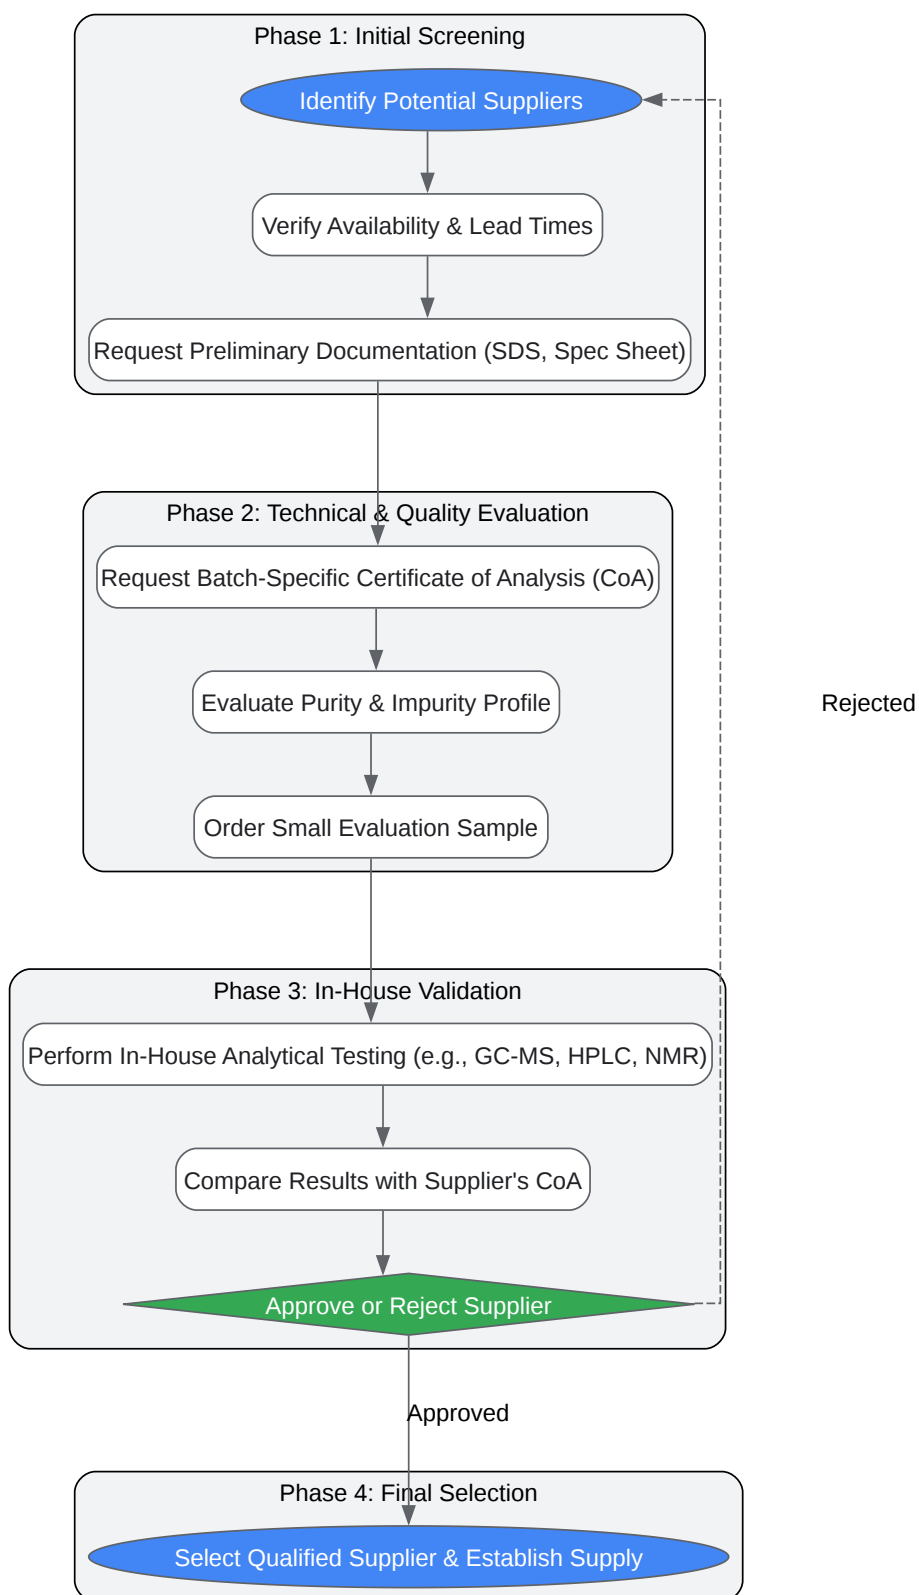 Phase 1: Initial Screening
Identify Potential Suppliers
Verify Availability & Lead Times
Request Preliminary Documentation (SDS, Spec Sheet)
Phase 2: Technical & Quality Evaluation
Request Batch-Specific Certificate of Analysis (CoA)
Evaluate Purity & Impurity Profile
Rejected
Order Small Evaluation Sample
Phase 3: In-House Validation
Perform In-House Analytical Testing (e.g., GC-MS, HPLC, NMR)
Compare Results with Supplier's CoA
Approve or Reject Supplier
Approved
Phase 4: Final Selection
Select Qualified Supplier & Establish Supply